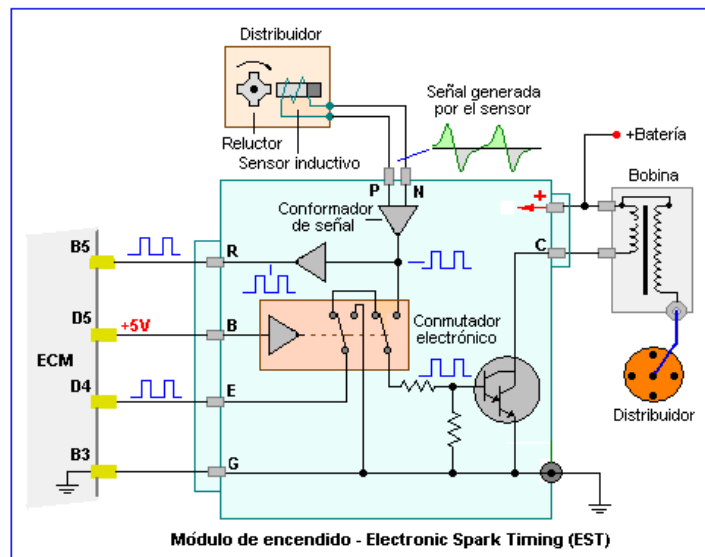 Distribuidor
Reluctor
Sensor inductivo
Señal generada
por el sensor
+Batería
Bobina
P N
+
Conformador
de señal
C
B5
R
D5
+5V
B
Conmutador
electrónico
ECM
D4
E
Distribuidor
B3
G
Módulo de encendido - Electronic Spark Timing (EST)